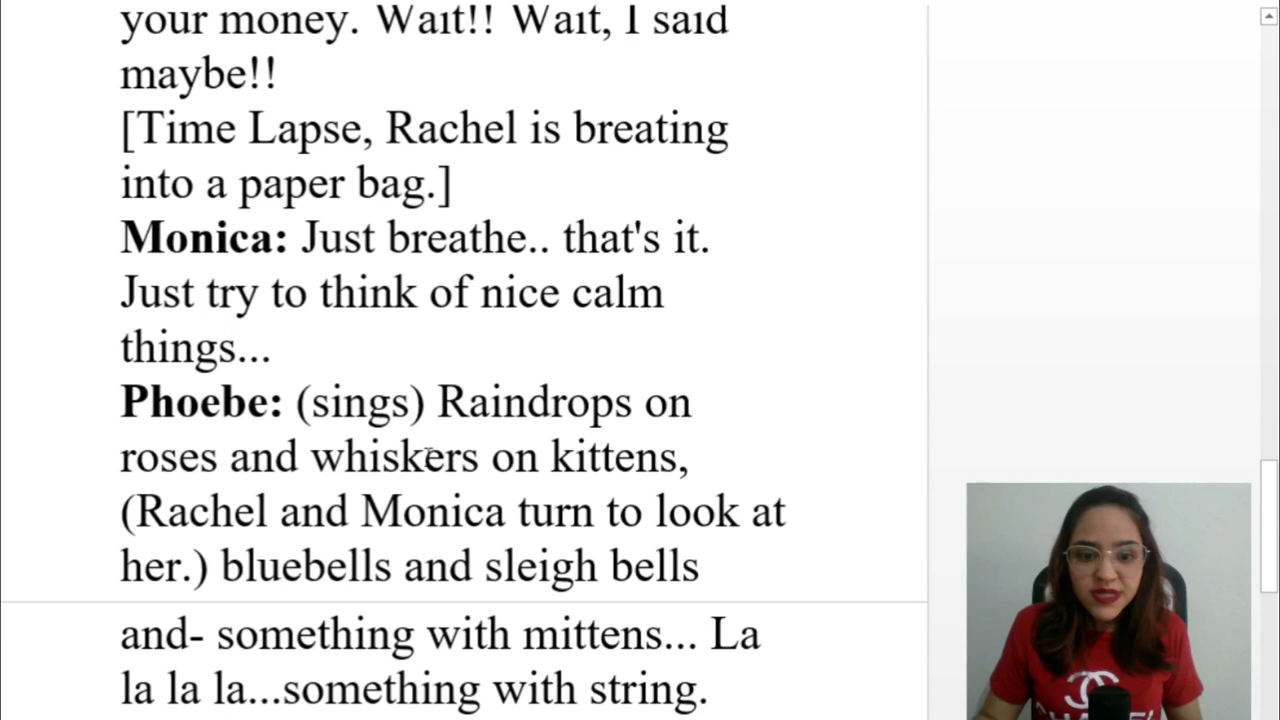 your money. Wait!! Wait, I said
maybe!!
[Time Lapse, Rachel is breating
into a paper bag.]
Monica: Just breathe.. that's it.
Just try to think of nice calm
things...
Phoebe: (sings) Raindrops on
roses and whiskers on kittens,
(Rachel and Monica turn to look at
her.) bluebells and sleigh bells
and- something with mittens... La
la la la...something with string.